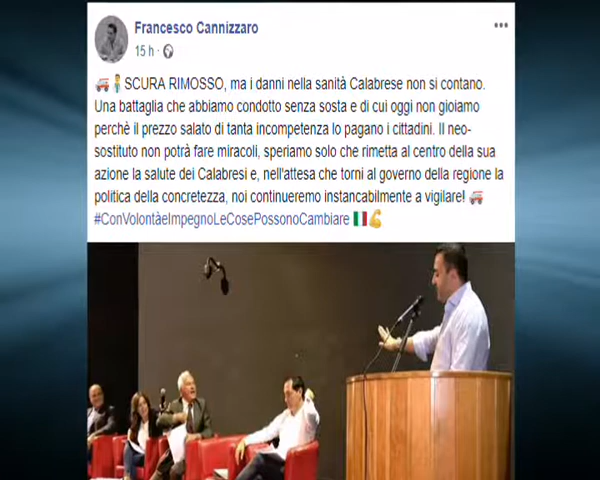 Francesco Cannizzaro
15 h ·
SCURA RIMOSSO, ma i danni nella sanità Calabrese non si contano.
Una battaglia che abbiamo condotto senza sosta e di cui oggi non gioiamo
perchè il prezzo salato di tanta incompetenza lo pagano i cittadini. Il neo-
sostituto non potrà fare miracoli, speriamo solo che rimetta al centro della sua
azione la salute dei Calabresi e, nell'attesa che torni al governo della regione la
politica della concretezza, noi continueremo instancabilmente a vigilare!
#ConVolontàeImpegnoLeCosePossonoCambiare